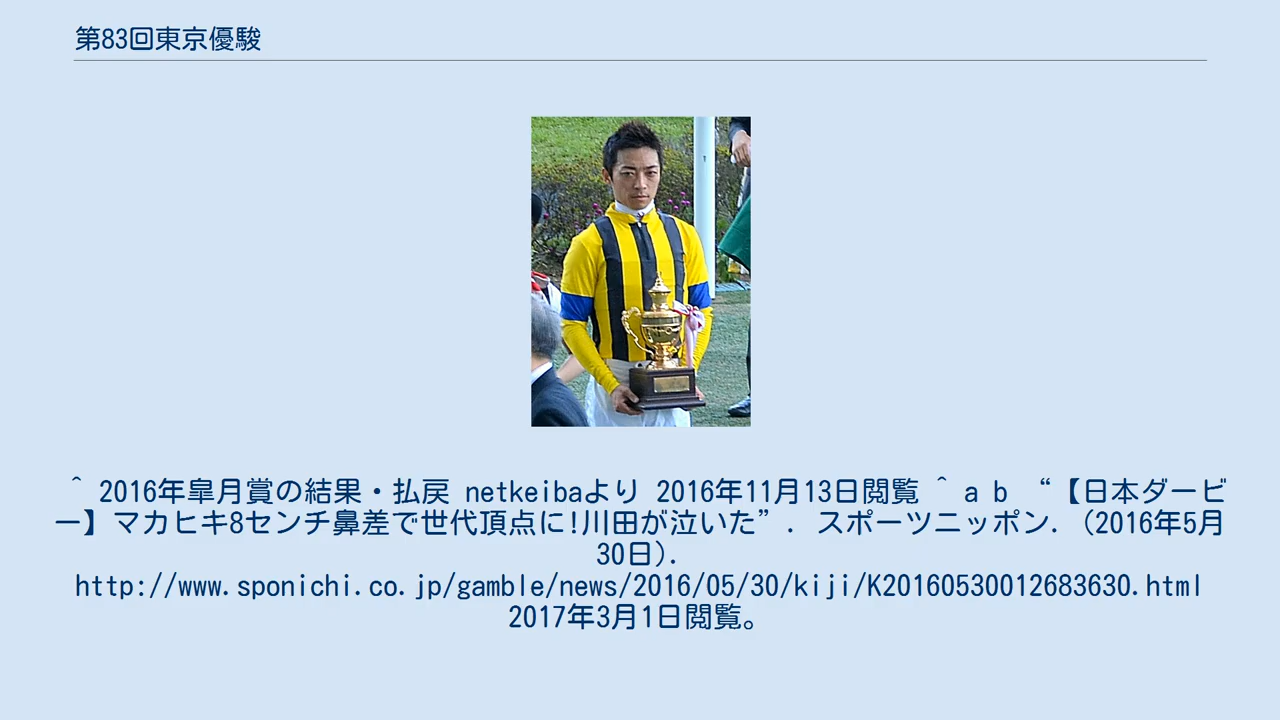 第83回東京優駿
^ 2016年皐月賞の結果・払戻 netkeibaより 2016年11月13日閲覧 ^ a b “【日本ダービ
ー】マカヒキ8センチ鼻差で世代頂点に!川田が泣いた”. スポーツニッポン. (2016年5月
30日).
http://www.sponichi.co.jp/gamble/news/2016/05/30/kiji/K20160530012683630.html
2017年3月1日閲覧。